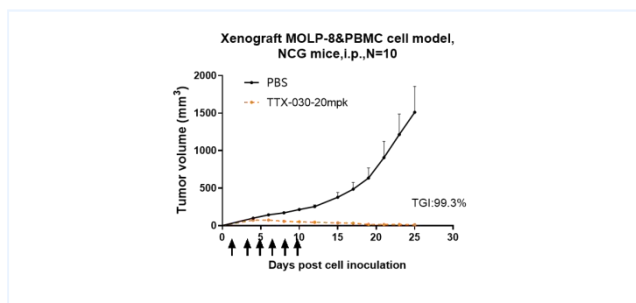 Xenograft MOLP-8&PBMC cell model,
NCG mice,i.p.,N=10
Tumor volume (mm³)
2000
1500
1000
500
0
PBS
TTX-030-20mpk
TGI:99.3%
0 5 10 15 20 25 30
Days post cell inoculation